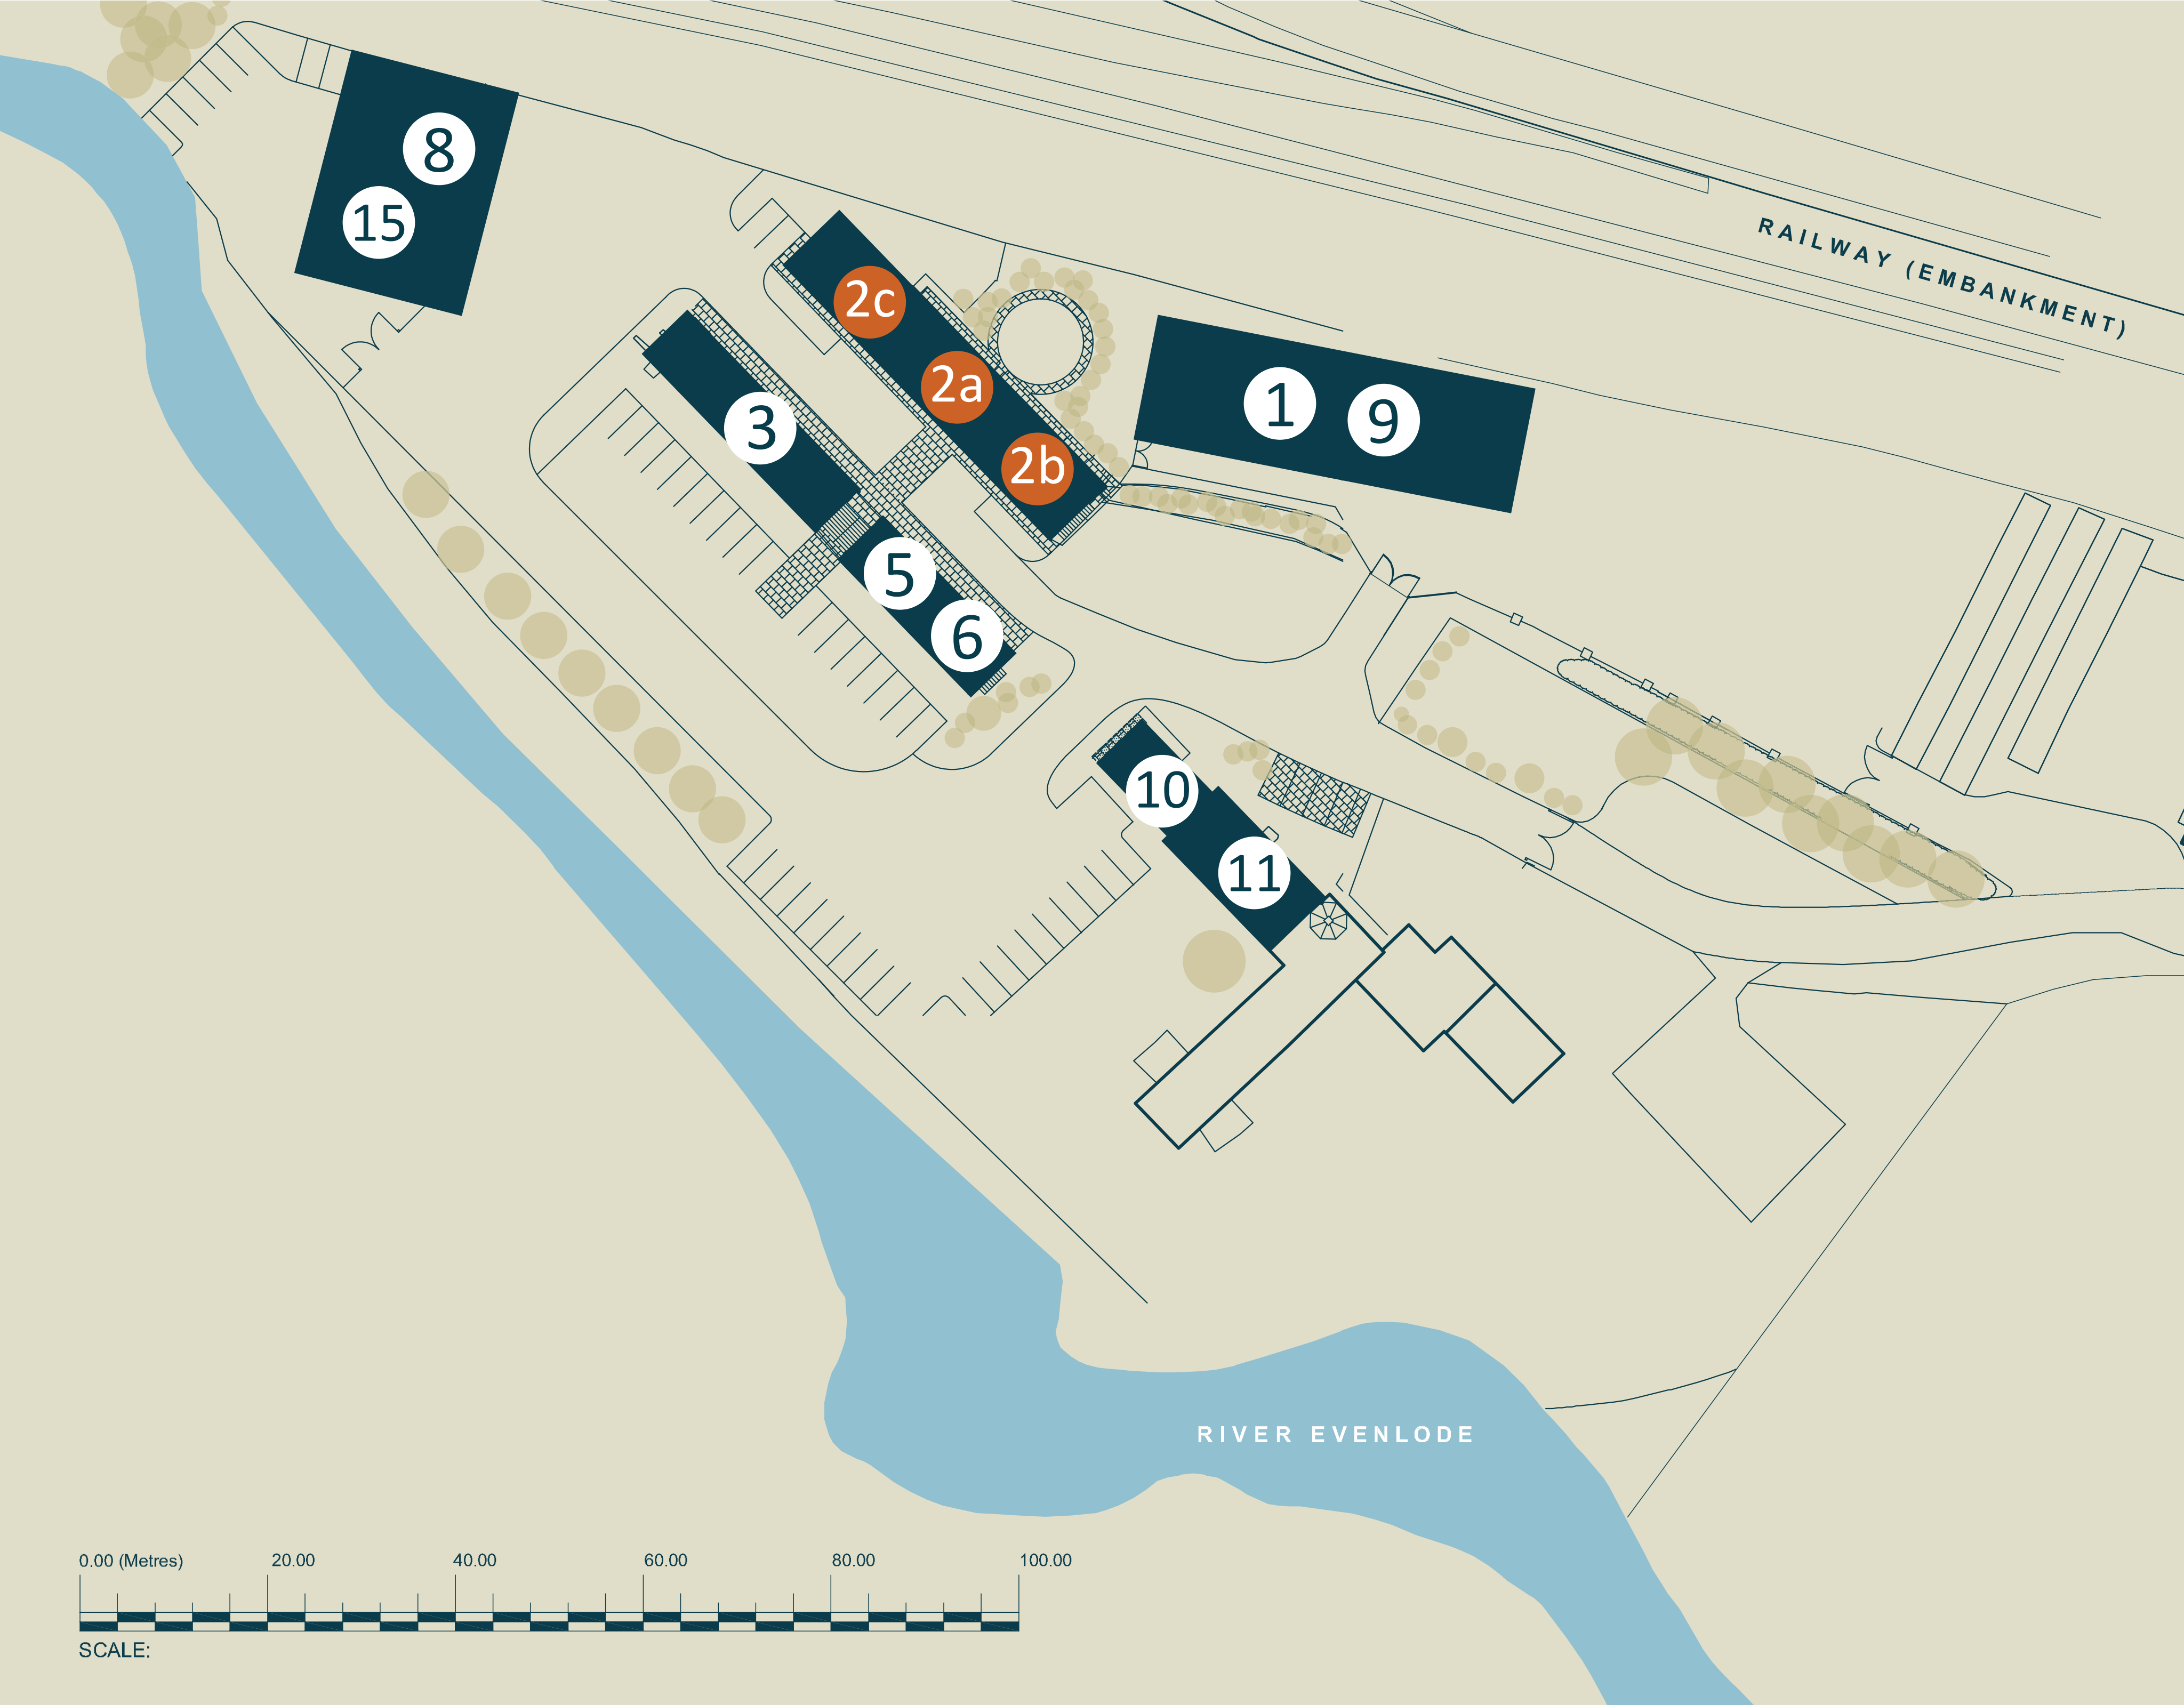 8
15
RAILWAY (EMBANKMENT)
2c
2a
2b
1
9
3
5
6
10
11
RIVER EVENLODE
0.00 (Metres) 20.00 40.00 60.00 80.00 100.00
SCALE: